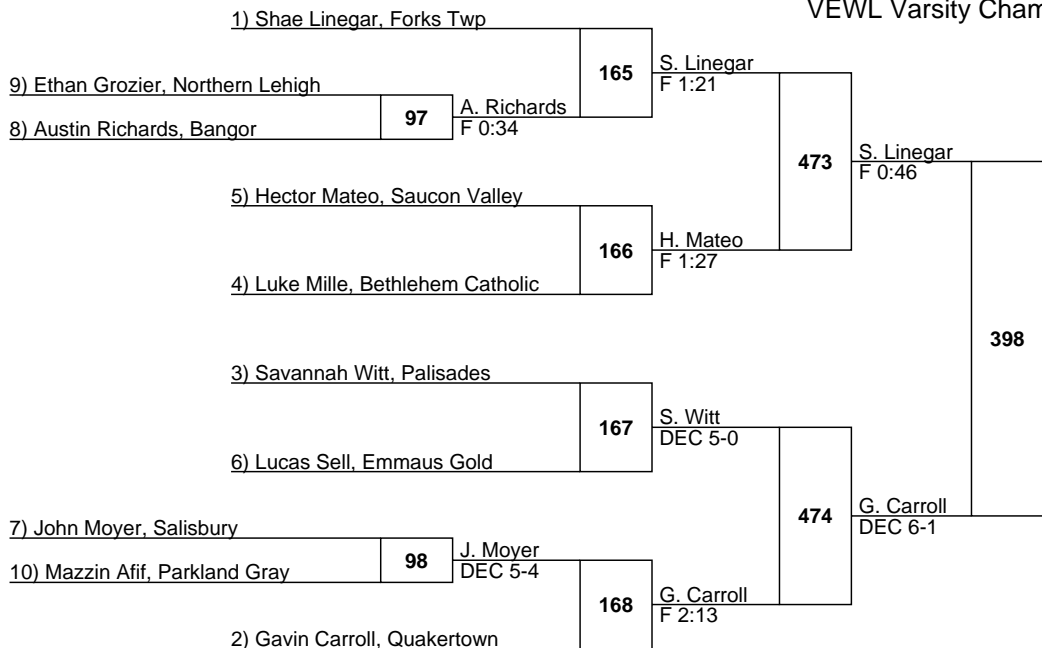 VEWL Varsity Cham
1) Shae Linegar, Forks Twp
165
S. Linegar
F 1:21
9) Ethan Grozier, Northern Lehigh
97
A. Richards
F 0:34
8) Austin Richards, Bangor
473
S. Linegar
F 0:46
5) Hector Mateo, Saucon Valley
166
H. Mateo
F 1:27
4) Luke Mille, Bethlehem Catholic
398
3) Savannah Witt, Palisades
167
S. Witt
DEC 5-0
6) Lucas Sell, Emmaus Gold
474
G. Carroll
DEC 6-1
7) John Moyer, Salisbury
98
J. Moyer
DEC 5-4
10) Mazzin Afif, Parkland Gray
168
G. Carroll
F 2:13
2) Gavin Carroll, Quakertown